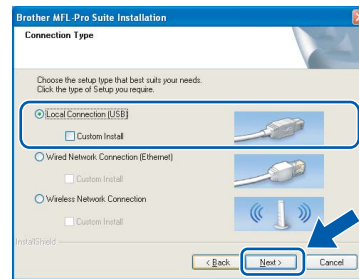 Brother MFL-Pro Suite Installation
Connection Type
Choose the setup type that best suits your needs.
Click the type of Setup you require.
Local Connection (USB)
Custom Install
Wired Network Connection (Ethernet)
Custom Install
Wireless Network Connection
Custom Install
InstallShield
< Back
Next >
Cancel